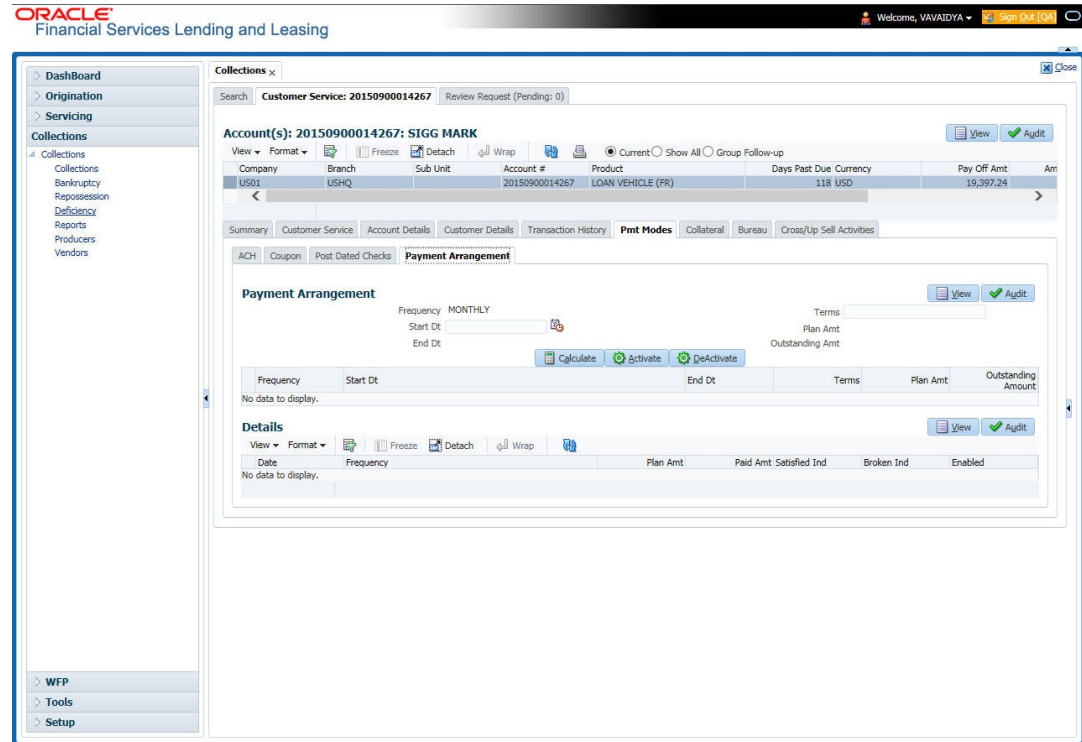 ORACLE
Financial Services Lending and Leasing
Welcome, VAVAIDYA Sign Out [QA]
Close
DashBoard
Origination
Servicing
Collections
Collections
Collections
Bankruptcy
Repossession
Deficiency
Reports
Producers
Vendors
WFP
Tools
Setup
Collections x
Search Customer Service: 20150900014267 Review Request (Pending: 0)
Account(s): 20150900014267: SIGG MARK View Audit
View Format Freeze Detach Wrap Current Show All Group Follow-up
Company Branch Sub Unit Account # Product Days Past Due Currency Pay Off Amt Am
US01 USHQ 20150900014267 LOAN VEHICLE (FR) 118 USD 19,397.24
Summary Customer Service Account Details Customer Details Transaction History Pmt Modes Collateral Bureau Cross/Up Sell Activities
ACH Coupon Post Dated Checks Payment Arrangement
Payment Arrangement View Audit
Frequency MONTHLY Terms
Start Dt Plan Amt
End Dt Outstanding Amt
Calculate Activate DeActivate
Frequency Start Dt End Dt Terms Plan Amt Outstanding Amount
No data to display.
Details View Audit
View Format Freeze Detach Wrap
Date Frequency Plan Amt Paid Amt Satisfied Ind Broken Ind Enabled
No data to display.